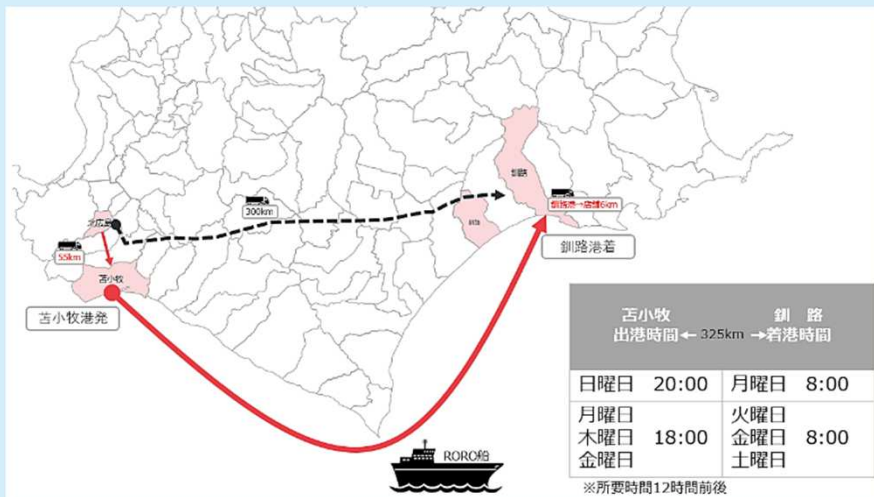 釧路
300km
北広島
釧路港→店舗6km
55km
苫小牧
釧路港着
苫小牧港発
苫小牧 釧 路
出港時間← 325km →着港時間
日曜日 20:00 月曜日 8:00
月曜日 火曜日
木曜日 18:00 金曜日 8:00
金曜日 土曜日
RORO船
※所要時間12時間前後